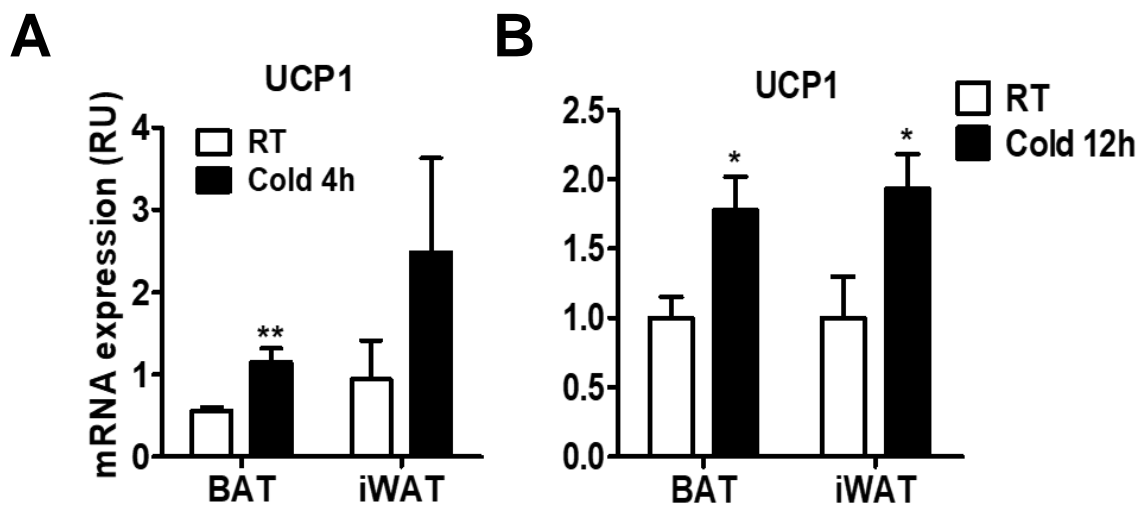 A
UCP1
mRNA expression (RU)
4
3
2
1
0
RT
Cold 4h
**
BAT
iWAT
B
UCP1
2.5
2.0
1.5
1.0
0.5
0.0
RT
Cold 12h
*
*
BAT
iWAT